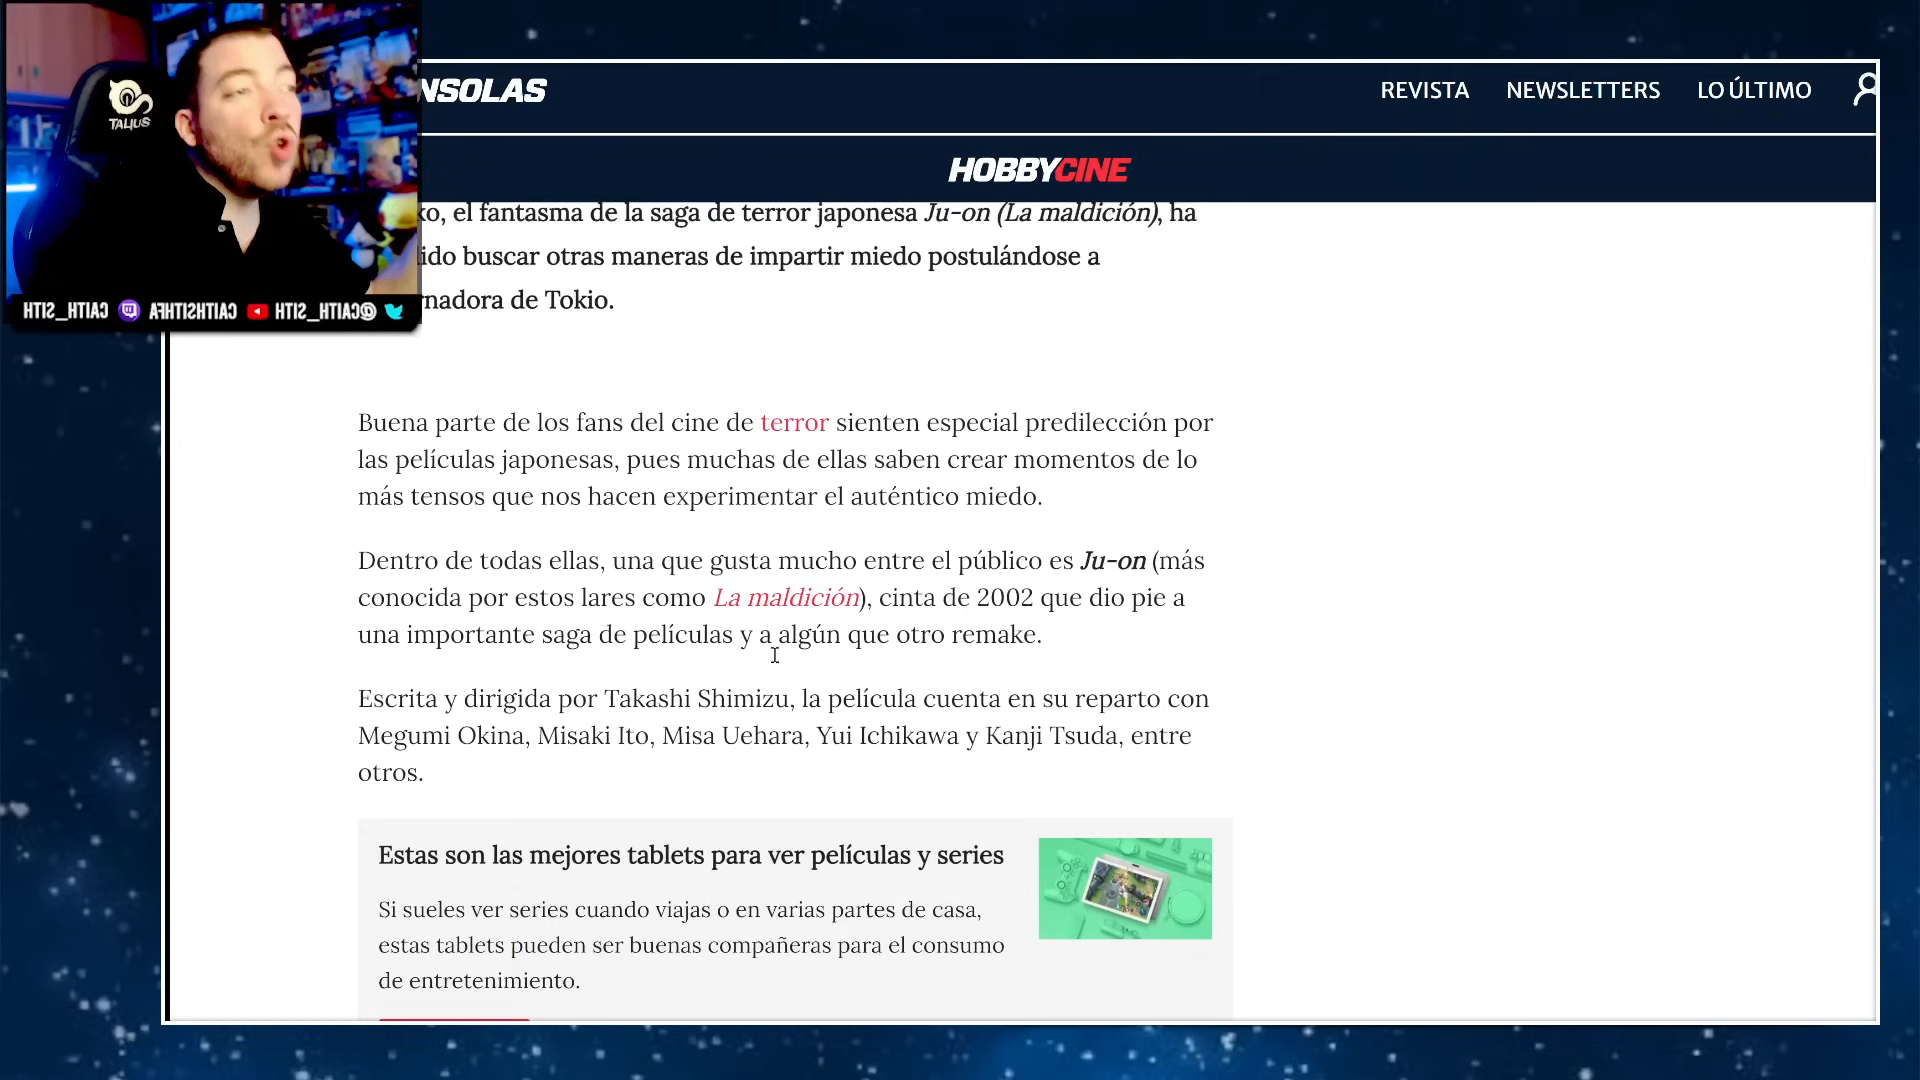 TALIUS
HTIS_HTIAC AFHTISHTIAC HTIS_HTIAC@
NSOLAS
REVISTA NEWSLETTERS LO ÚLTIMO
HOBBYCINE
ko, el fantasma de la saga de terror japonesa Ju-on (La maldición), ha
ido buscar otras maneras de impartir miedo postulándose a
rnadora de Tokio.
Buena parte de los fans del cine de terror sienten especial predilección por
las películas japonesas, pues muchas de ellas saben crear momentos de lo
más tensos que nos hacen experimentar el auténtico miedo.
Dentro de todas ellas, una que gusta mucho entre el público es Ju-on (más
conocida por estos lares como La maldición), cinta de 2002 que dio pie a
una importante saga de películas y a algún que otro remake.
Escrita y dirigida por Takashi Shimizu, la película cuenta en su reparto con
Megumi Okina, Misaki Ito, Misa Uehara, Yui Ichikawa y Kanji Tsuda, entre
otros.
Estas son las mejores tablets para ver películas y series
Si sueles ver series cuando viajas o en varias partes de casa,
estas tablets pueden ser buenas compañeras para el consumo
de entretenimiento.